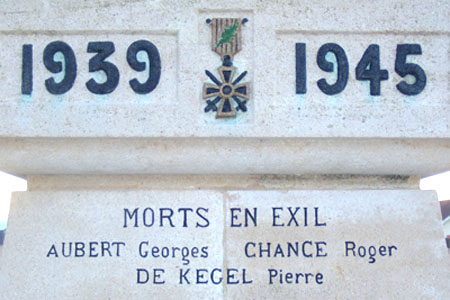 1939 1945
MORTS EN EXIL
AUBERT Georges CHANCE Roger
DE KEGEL Pierre